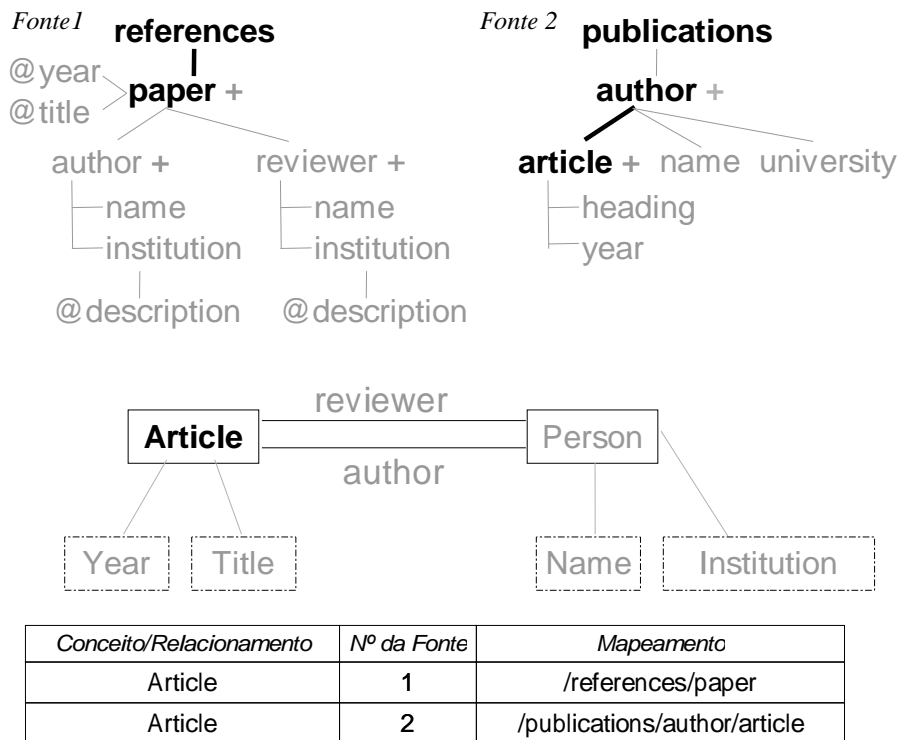 Fonte1
references
@year
@title
paper +
author +
reviewer +
name
institution
@description
name
institution
@description
Fonte 2
publications
author +
article + name university
heading
year
reviewer
Article Person
author
Year Title Name Institution
Conceito/Relacionamento Nº da Fonte Mapeamento
Article 1 /references/paper
Article 2 /publications/author/article